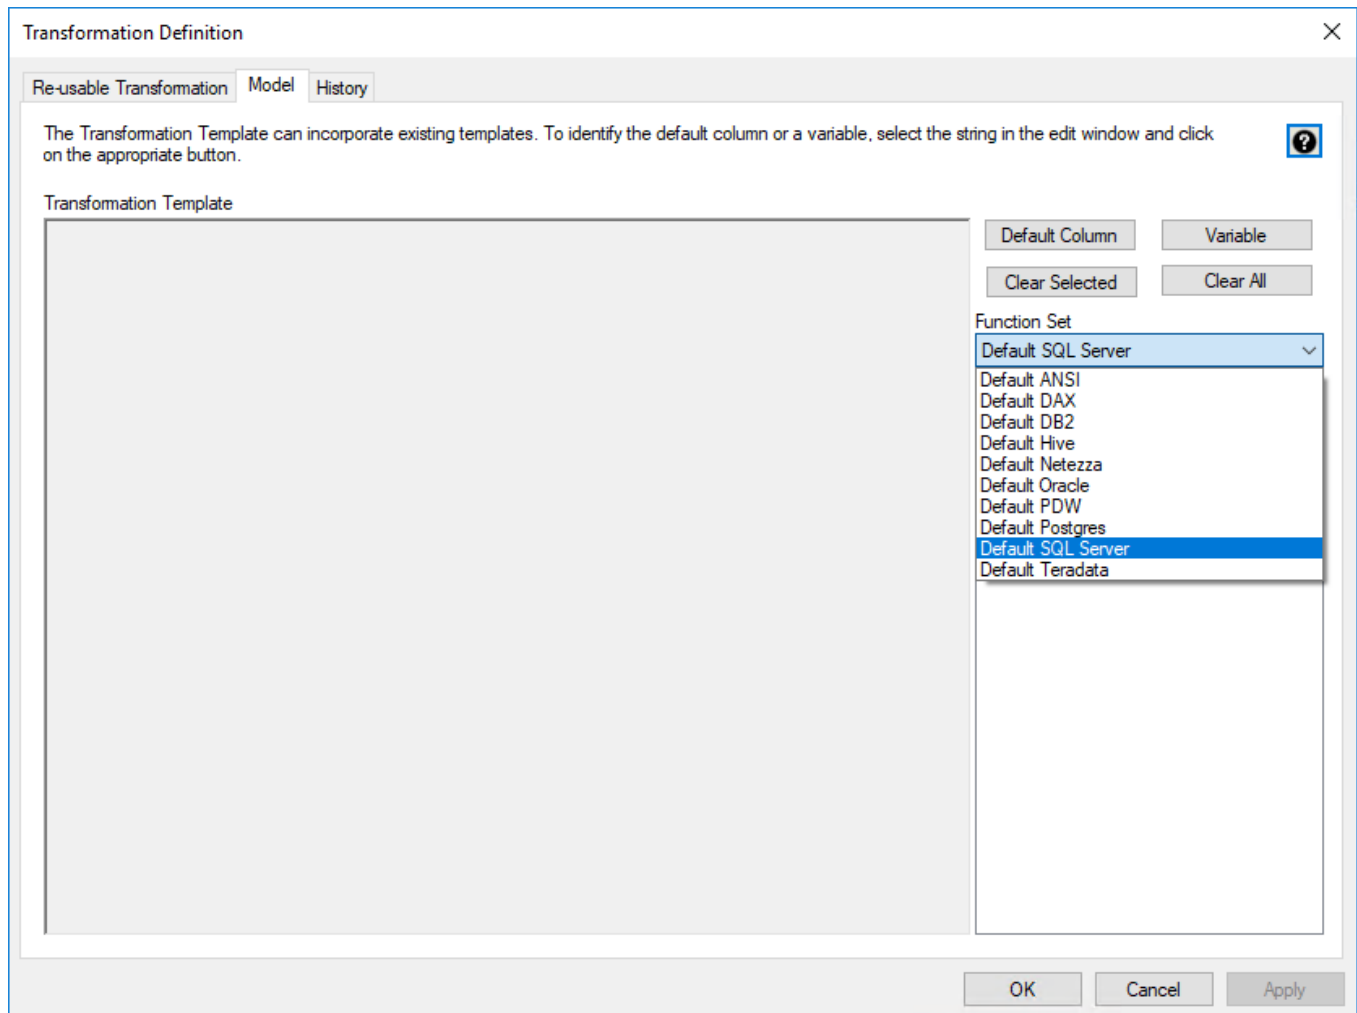 Transformation Definition
Re-usable Transformation
Model
History
The Transformation Template can incorporate existing templates. To identify the default column or a variable, select the string in the edit window and click
on the appropriate button.
Transformation Template
Default Column
Variable
Clear Selected
Clear All
Function Set
Default SQL Server
Default ANSI
Default DAX
Default DB2
Default Hive
Default Netezza
Default Oracle
Default PDW
Default Postgres
Default SQL Server
Default Teradata
OK
Cancel
Apply